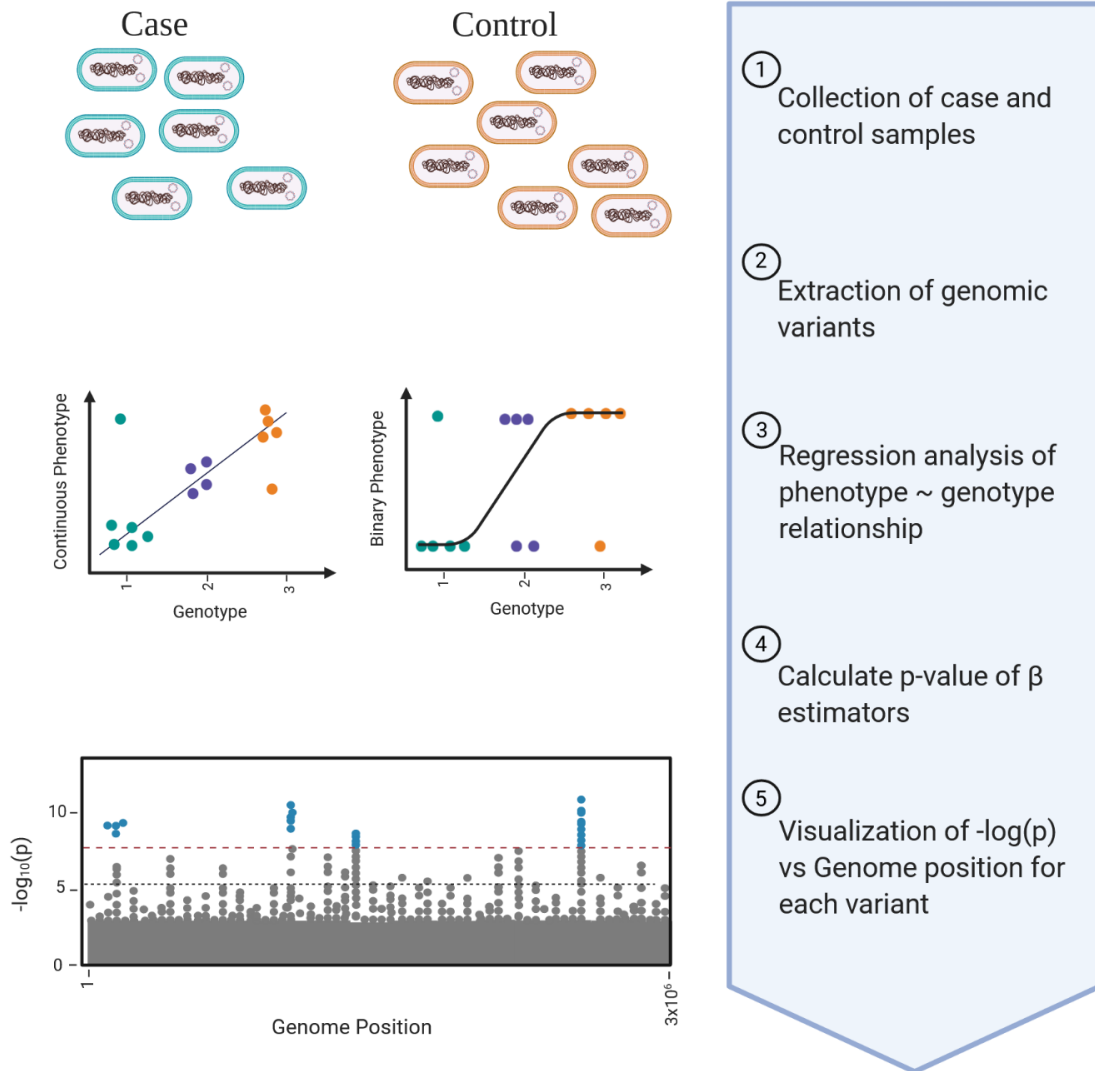 Case
Control
1
Collection of case and
control samples
2
Extraction of genomic
variants
Continuous Phenotype
1
2
3
Genotype
Binary Phenotype
1
2
3
Genotype
3
Regression analysis of
phenotype ~ genotype
relationship
4
Calculate p-value of β
estimators
-log₁₀(p)
10
5
0
1
3x10⁶
Genome Position
5
Visualization of -log(p)
vs Genome position for
each variant